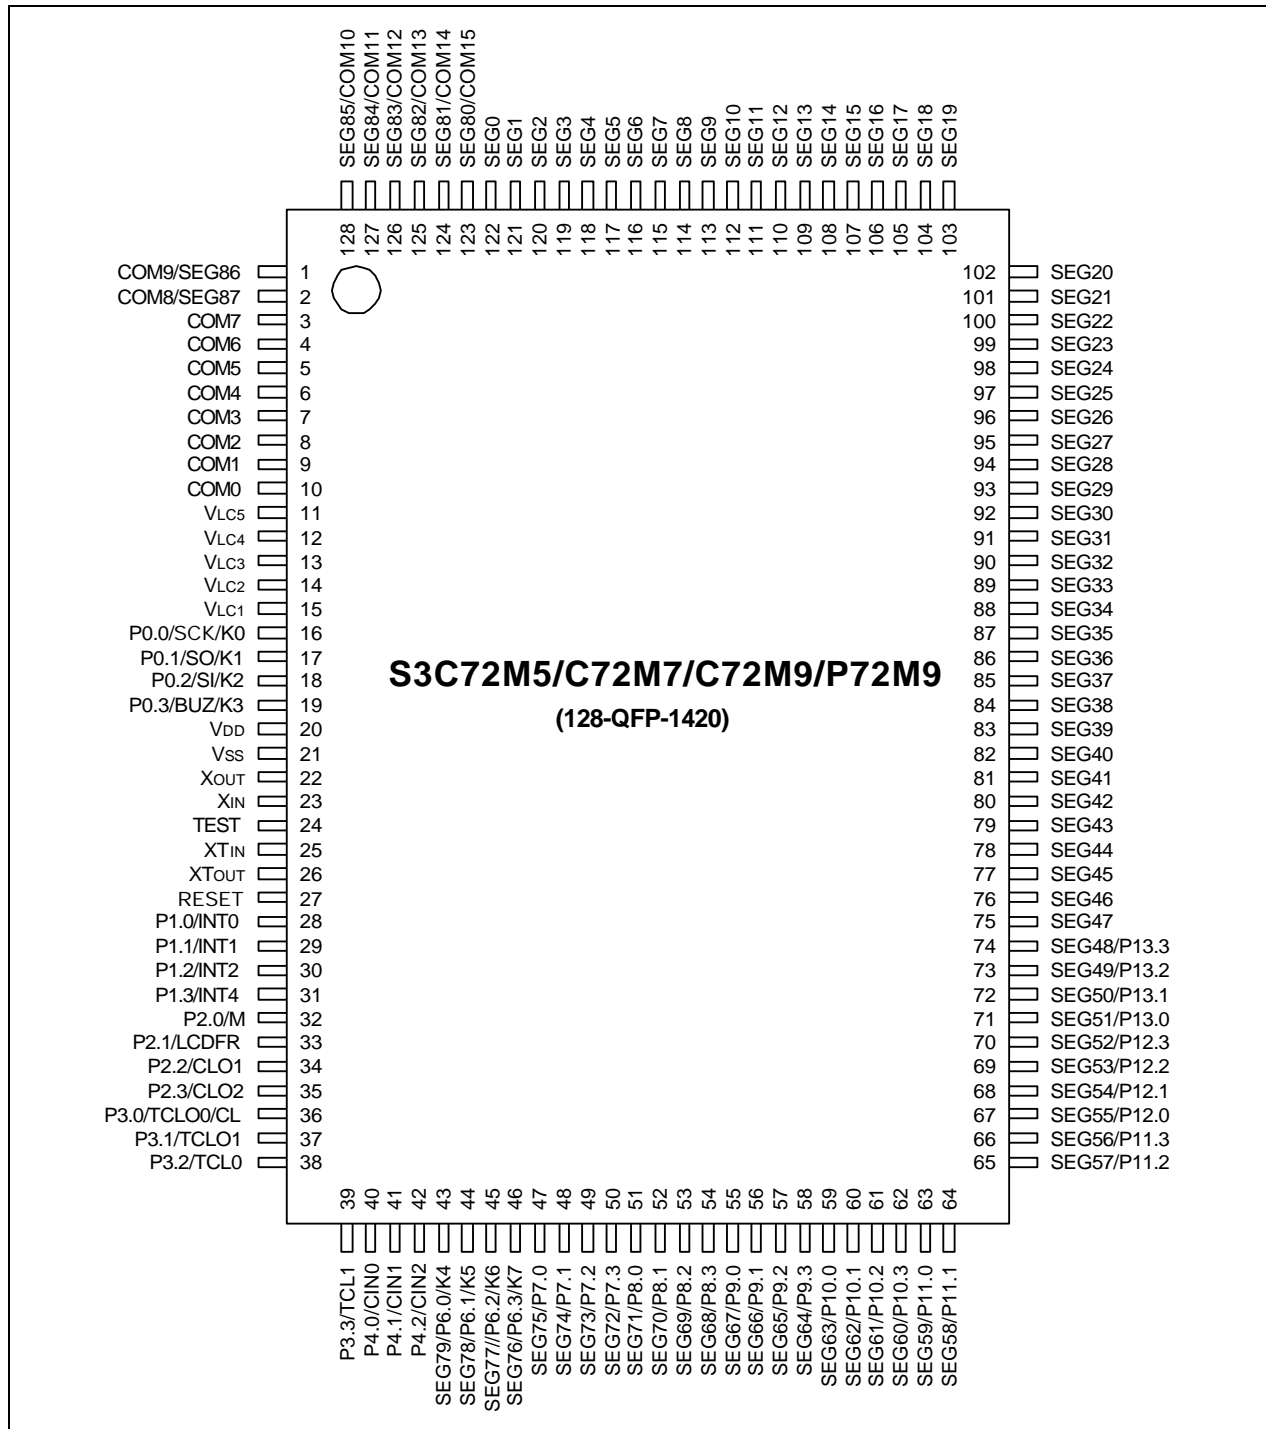 SEG85/COM10
SEG84/COM11
SEG83/COM12
SEG82/COM13
SEG81/COM14
SEG80/COM15
SEG0
SEG1
SEG2
SEG3
SEG4
SEG5
SEG6
SEG7
SEG8
SEG9
SEG10
SEG11
SEG12
SEG13
SEG14
SEG15
SEG16
SEG17
SEG18
SEG19
128
127
126
125
124
123
122
121
120
119
118
117
116
115
114
113
112
111
110
109
108
107
106
105
104
103
COM9/SEG86 1
COM8/SEG87 2
COM7 3
COM6 4
COM5 5
COM4 6
COM3 7
COM2 8
COM1 9
COM0 10
VLC5 11
VLC4 12
VLC3 13
VLC2 14
VLC1 15
P0.0/SCK/K0 16
P0.1/SO/K1 17
P0.2/SI/K2 18
P0.3/BUZ/K3 19
VDD 20
VSS 21
XOUT 22
XIN 23
TEST 24
XTIN 25
XTOUT 26
RESET 27
P1.0/INT0 28
P1.1/INT1 29
P1.2/INT2 30
P1.3/INT4 31
P2.0/M 32
P2.1/LCDFR 33
P2.2/CLO1 34
P2.3/CLO2 35
P3.0/TCLO0/CL 36
P3.1/TCLO1 37
P3.2/TCL0 38
S3C72M5/C72M7/C72M9/P72M9
(128-QFP-1420)
102 SEG20
101 SEG21
100 SEG22
99 SEG23
98 SEG24
97 SEG25
96 SEG26
95 SEG27
94 SEG28
93 SEG29
92 SEG30
91 SEG31
90 SEG32
89 SEG33
88 SEG34
87 SEG35
86 SEG36
85 SEG37
84 SEG38
83 SEG39
82 SEG40
81 SEG41
80 SEG42
79 SEG43
78 SEG44
77 SEG45
76 SEG46
75 SEG47
74 SEG48/P13.3
73 SEG49/P13.2
72 SEG50/P13.1
71 SEG51/P13.0
70 SEG52/P12.3
69 SEG53/P12.2
68 SEG54/P12.1
67 SEG55/P12.0
66 SEG56/P11.3
65 SEG57/P11.2
39
40
41
42
43
44
45
46
47
48
49
50
51
52
53
54
55
56
57
58
59
60
61
62
63
64
P3.3/TCL1
P4.0/CIN0
P4.1/CIN1
P4.2/CIN2
SEG79/P6.0/K4
SEG78/P6.1/K5
SEG77//P6.2/K6
SEG76/P6.3/K7
SEG75/P7.0
SEG74/P7.1
SEG73/P7.2
SEG72/P7.3
SEG71/P8.0
SEG70/P8.1
SEG69/P8.2
SEG68/P8.3
SEG67/P9.0
SEG66/P9.1
SEG65/P9.2
SEG64/P9.3
SEG63/P10.0
SEG62/P10.1
SEG61/P10.2
SEG60/P10.3
SEG59/P11.0
SEG58/P11.1